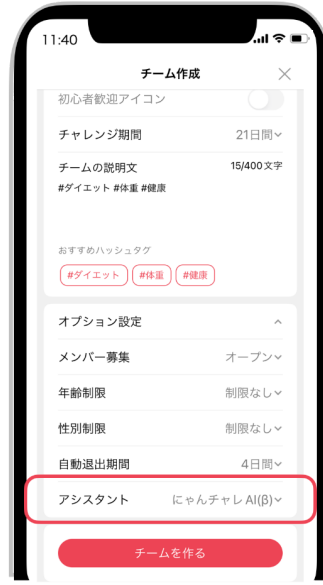 11:40
チーム作成
初心者歓迎アイコン
チャレンジ期間 21日間
チームの説明文 15/400文字
#ダイエット #体重 #健康
おすすめハッシュタグ
#ダイエット #体重 #健康
オプション設定
メンバー募集 オープン
年齢制限 制限なし
性別制限 制限なし
自動退出期間 4日間
アシスタント にゃんチャレAI(β)
チームを作る